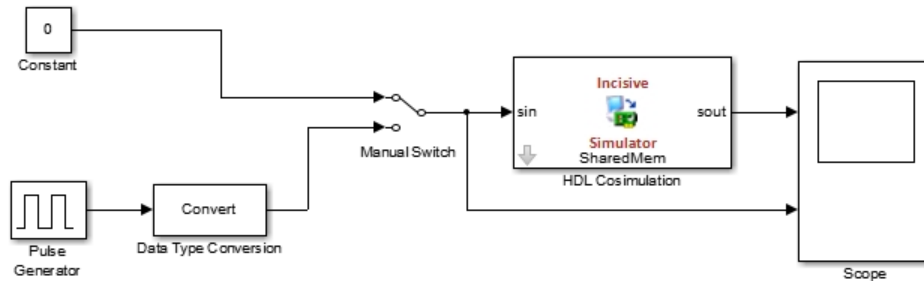 0
Constant
Manual Switch
Incisive
sin
sout
Simulator
SharedMem
HDL Cosimulation
Convert
Pulse
Generator
Data Type Conversion
Scope